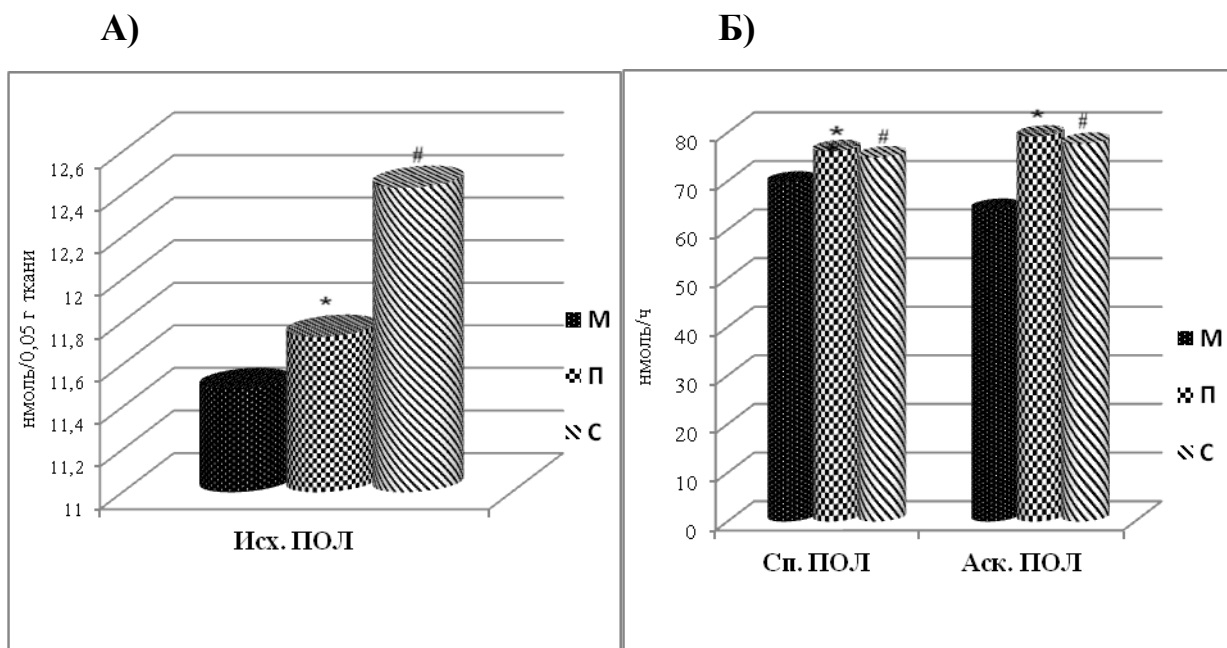 А)
Б)
12,6
12,4
12,2
12
11,8
11,6
11,4
11,2
11
нмоль/0,05 г ткани
*
#
М
П
С
Исх. ПОЛ
80
70
60
50
40
30
20
10
0
нмоль/ч
* # * #
М
П
С
Сп. ПОЛ Аск. ПОЛ